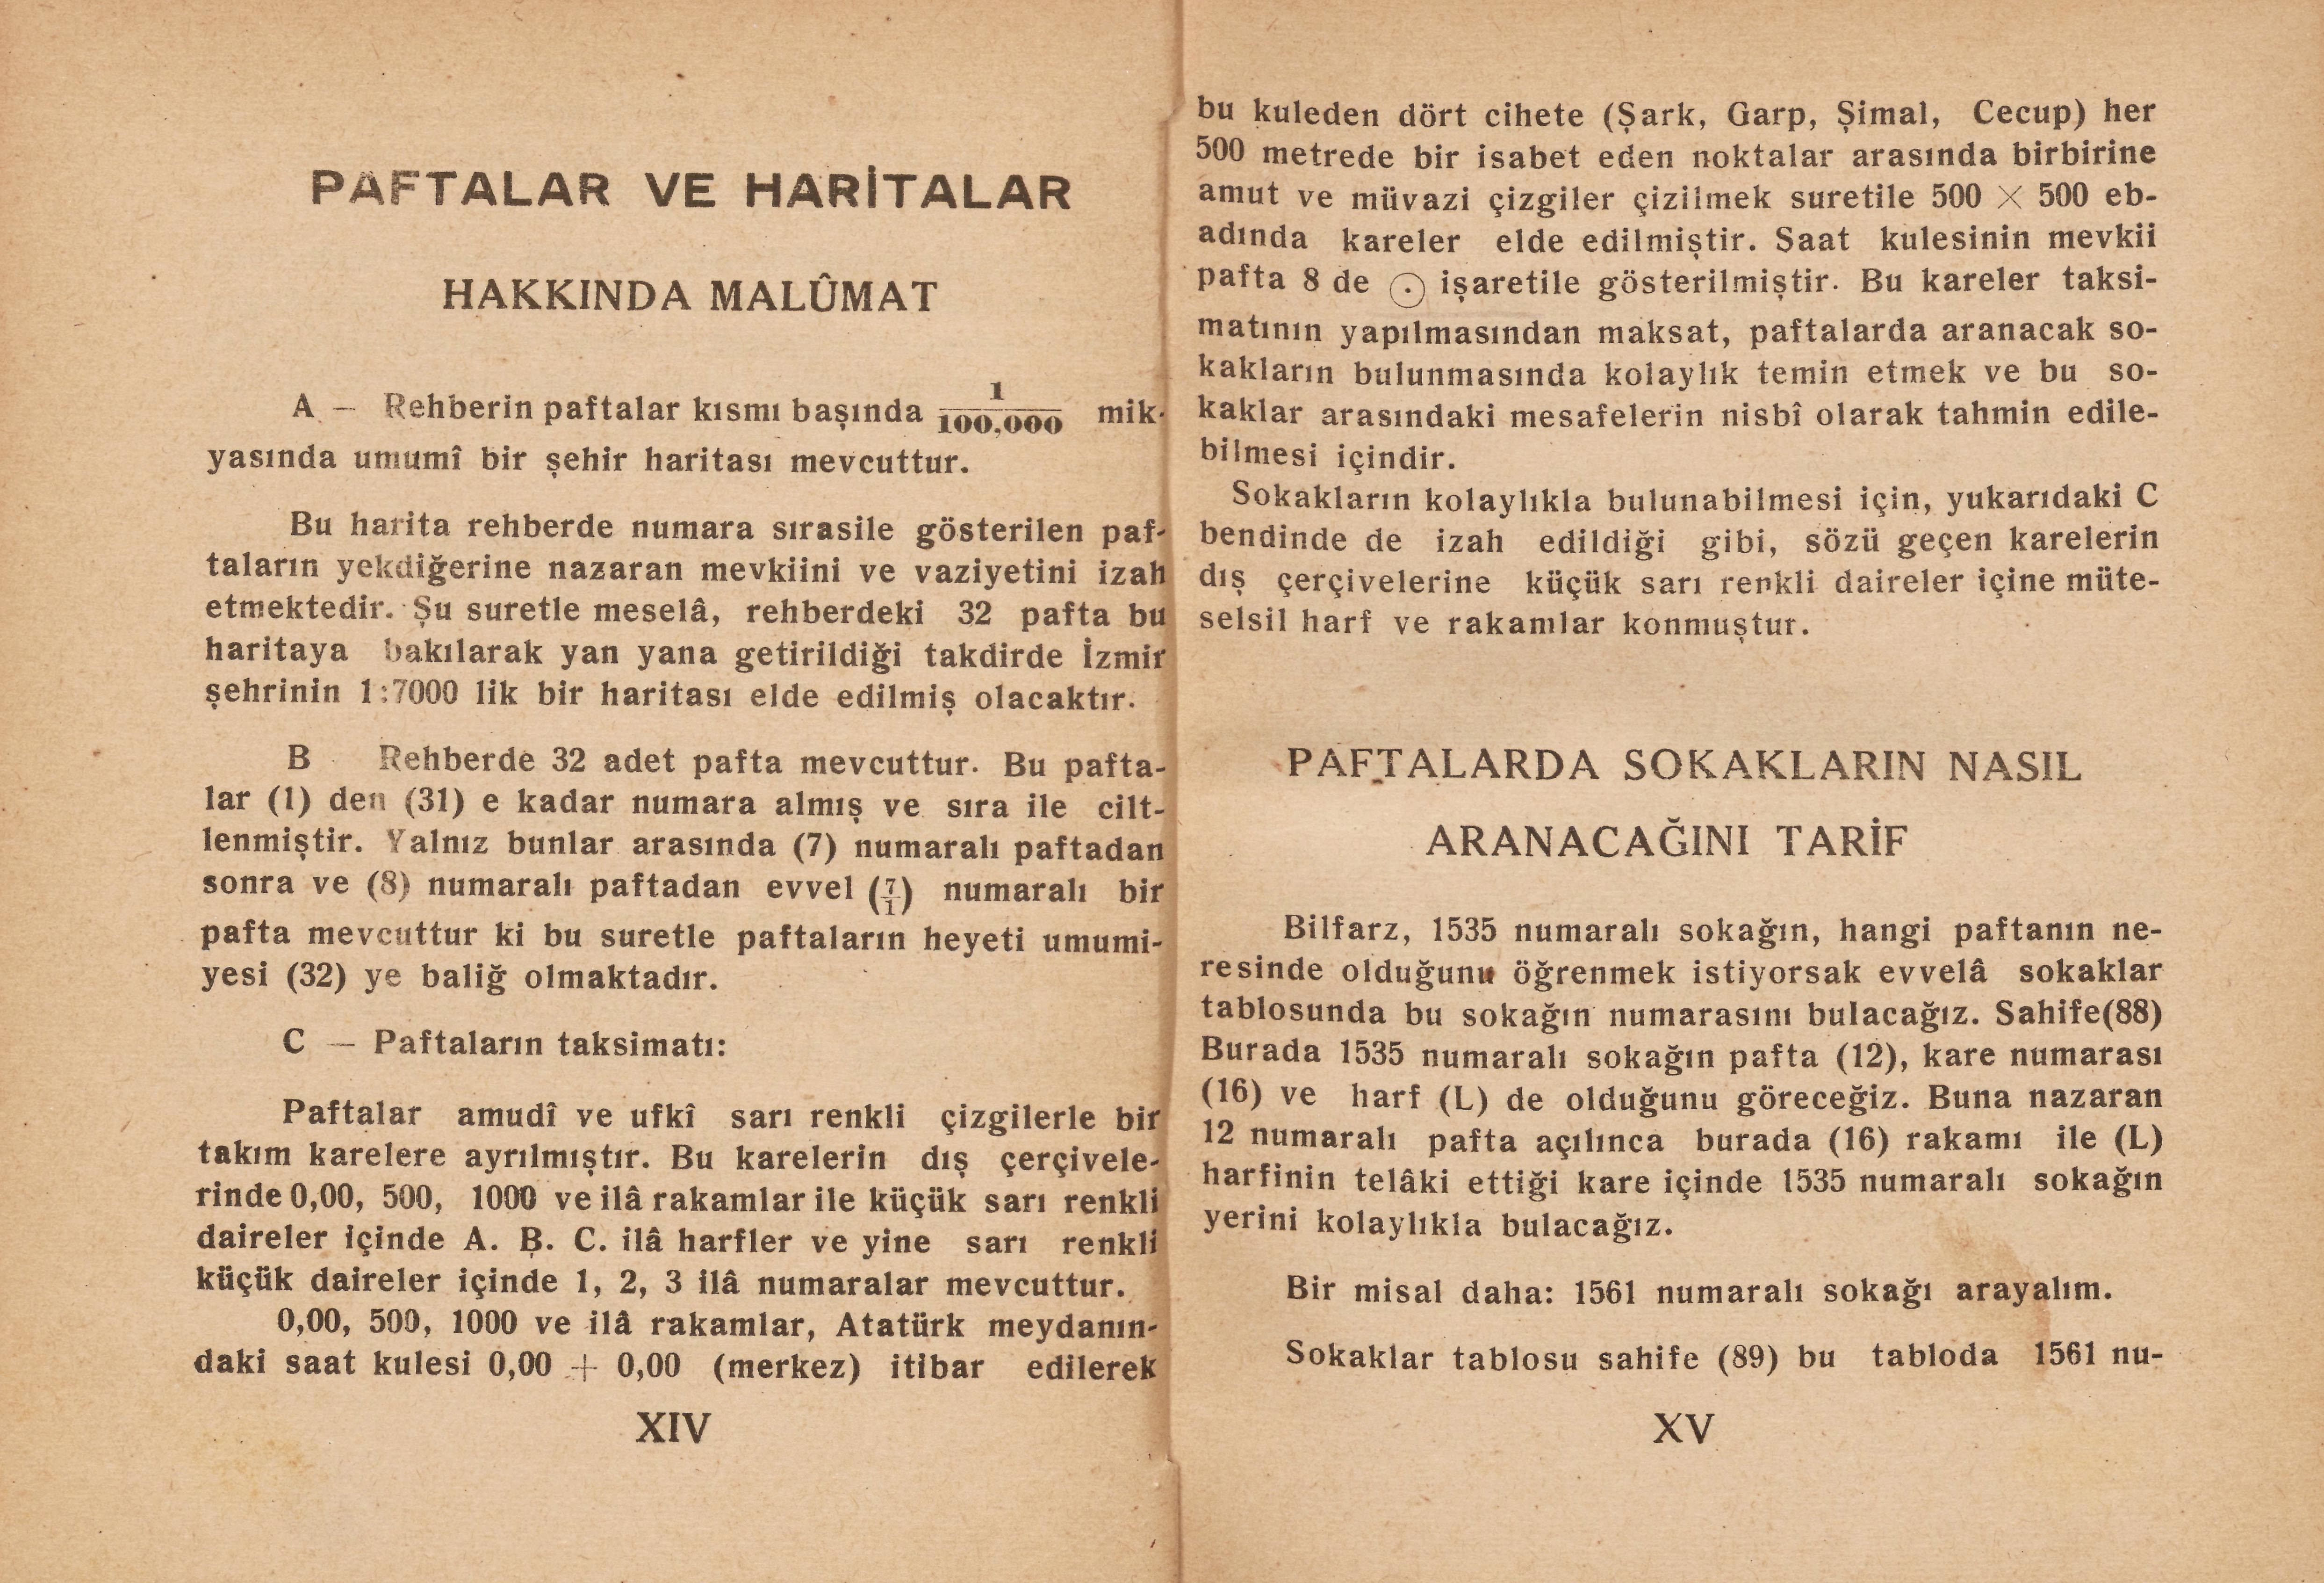 PAFTALAR VE HARİTALAR
HAKKINDA MALÛMAT
A — Rehberin paftalar kısmı başında 1/100,000 mik-
yasında umumî bir şehir haritası mevcuttur.
Bu harita rehberde numara sırasile gösterilen paf-
taların yekdiğerine nazaran mevkiini ve vaziyetini izah
etmektedir. Şu suretle meselâ, rehberdeki 32 pafta bu
haritaya bakılarak yan yana getirildiği takdirde İzmir
şehrinin 1:7000 lik bir haritası elde edilmiş olacaktır.
B Rehberde 32 adet pafta mevcuttur. Bu pafta-
lar (1) den (31) e kadar numara almış ve sıra ile cilt-
lenmiştir. Yalnız bunlar arasında (7) numaralı paftadan
sonra ve (8) numaralı paftadan evvel (7/1) numaralı bir
pafta mevcuttur ki bu suretle paftaların heyeti umumi-
yesi (32) ye baliğ olmaktadır.
C — Paftaların taksimatı:
Paftalar amudî ve ufkî sarı renkli çizgilerle bir
takım karelere ayrılmıştır. Bu karelerin dış çerçivele-
rinde 0,00, 500, 1000 ve ilâ rakamlar ile küçük sarı renkli
daireler içinde A. B. C. ilâ harfler ve yine sarı renkli
küçük daireler içinde 1, 2, 3 ilâ numaralar mevcuttur.
0,00, 500, 1000 ve ilâ rakamlar, Atatürk meydanın-
daki saat kulesi 0,00 + 0,00 (merkez) itibar edilerek
XIV
bu kuleden dört cihete (Şark, Garp, Şimal, Cecup) her
500 metrede bir isabet eden noktalar arasında birbirine
amut ve müvazi çizgiler çizilmek suretile 500 × 500 eb-
adında kareler elde edilmiştir. Saat kulesinin mevkii
pafta 8 de ⊙ işaretile gösterilmiştir. Bu kareler taksi-
matının yapılmasından maksat, paftalarda aranacak so-
kakların bulunmasında kolaylık temin etmek ve bu so-
kaklar arasındaki mesafelerin nisbî olarak tahmin edile-
bilmesi içindir.
Sokakların kolaylıkla bulunabilmesi için, yukarıdaki C
bendinde de izah edildiği gibi, sözü geçen karelerin
dış çerçivelerine küçük sarı renkli daireler içine müte-
selsil harf ve rakamlar konmuştur.
PAFTALARDA SOKAKLARIN NASIL
ARANACAĞINI TARİF
Bilfarz, 1535 numaralı sokağın, hangi paftanın ne-
resinde olduğunu öğrenmek istiyorsak evvelâ sokaklar
tablosunda bu sokağın numarasını bulacağız. Sahife(88)
Burada 1535 numaralı sokağın pafta (12), kare numarası
(16) ve harf (L) de olduğunu göreceğiz. Buna nazaran
12 numaralı pafta açılınca burada (16) rakamı ile (L)
harfinin telâki ettiği kare içinde 1535 numaralı sokağın
yerini kolaylıkla bulacağız.
Bir misal daha: 1561 numaralı sokağı arayalım.
Sokaklar tablosu sahife (89) bu tabloda 1561 nu-
XV